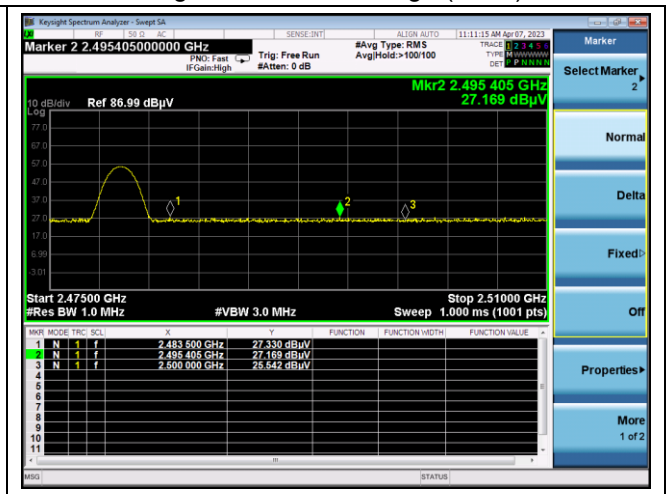 Keysight Spectrum Analyzer - Swept SA
RF 50 Ω AC SENSE:INT ALIGN AUTO 11:11:15 AM Apr 07, 2023
Marker 2 2.495405000000 GHz
PNO: Fast
IFGain:High
Trig: Free Run
#Atten: 0 dB
#Avg Type: RMS
Avg|Hold:>100/100
TRACE 1 2 3 4 5 6
TYPE M WWWWW
DET P P N N N N
Mkr2 2.495 405 GHz
27.169 dBµV
10 dB/div Ref 86.99 dBµV
Log
77.0
67.0
57.0
47.0
37.0
27.0
17.0
6.99
-3.01
1
2
3
Start 2.47500 GHz Stop 2.51000 GHz
#Res BW 1.0 MHz #VBW 3.0 MHz Sweep 1.000 ms (1001 pts)
MKR MODE TRC SCL X Y FUNCTION FUNCTION WIDTH FUNCTION VALUE
1 N 1 f 2.483 500 GHz 27.330 dBµV
2 N 1 f 2.495 405 GHz 27.169 dBµV
3 N 1 f 2.500 000 GHz 25.542 dBµV
4
5
6
7
8
9
10
11
MSG STATUS
Marker
Select Marker
2
Normal
Delta
Fixed
Off
Properties
More
1 of 2